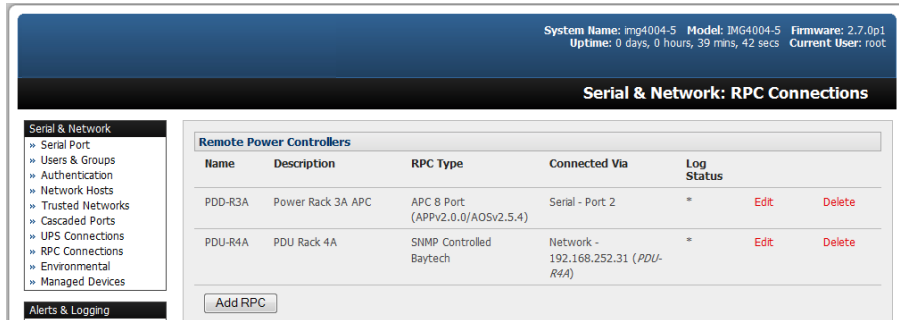 System Name: img4004-5 Model: IMG4004-5 Firmware: 2.7.0p1
Uptime: 0 days, 0 hours, 39 mins, 42 secs Current User: root
Serial & Network: RPC Connections
Serial & Network
» Serial Port
» Users & Groups
» Authentication
» Network Hosts
» Trusted Networks
» Cascaded Ports
» UPS Connections
» RPC Connections
» Environmental
» Managed Devices
Alerts & Logging
Remote Power Controllers
Name Description RPC Type Connected Via Log
Status
PDD-R3A Power Rack 3A APC APC 8 Port Serial - Port 2 * Edit Delete
(APPv2.0.0/AOSv2.5.4)
PDU-R4A PDU Rack 4A SNMP Controlled Network - * Edit Delete
Baytech 192.168.252.31 (PDU-
R4A)
Add RPC